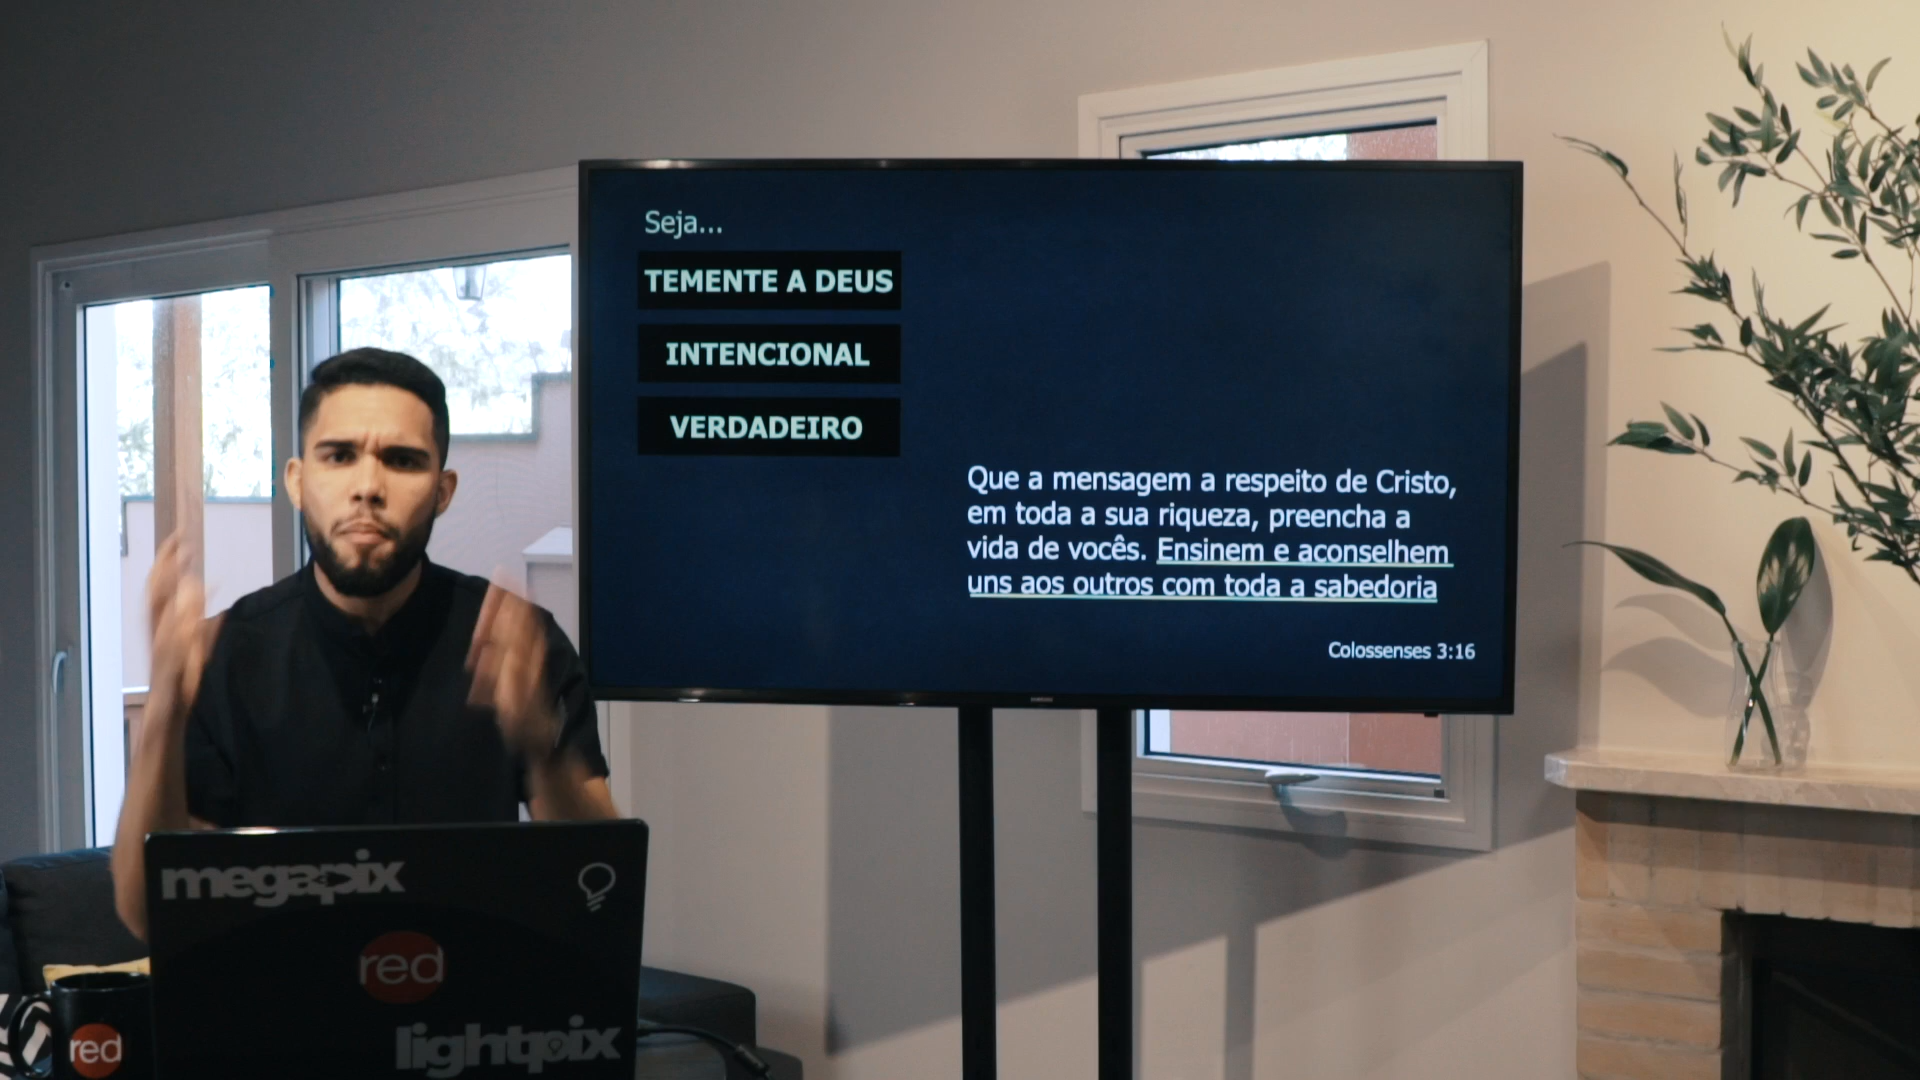 Seja...
TEMENTE A DEUS
INTENCIONAL
VERDADEIRO
Que a mensagem a respeito de Cristo,
em toda a sua riqueza, preencha a
vida de vocês. Ensinem e aconselhem
uns aos outros com toda a sabedoria
Colossenses 3:16
megapix
red
lightpix
red